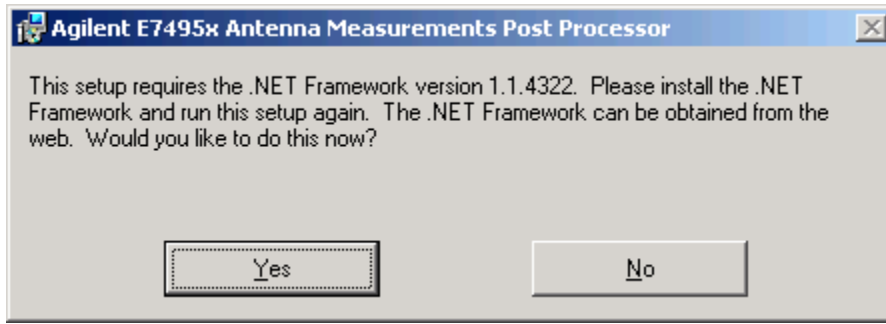 Agilent E7495x Antenna Measurements Post Processor
This setup requires the .NET Framework version 1.1.4322.  Please install the .NET
Framework and run this setup again.  The .NET Framework can be obtained from the
web.  Would you like to do this now?
Yes
No